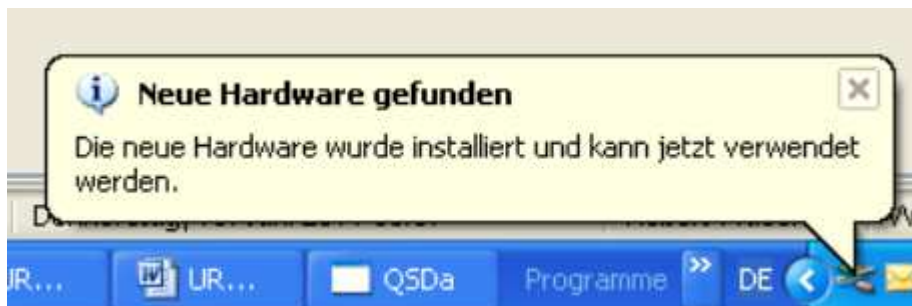 Neue Hardware gefunden
Die neue Hardware wurde installiert und kann jetzt verwendet
werden.
UR... UR... QSDa Programme DE